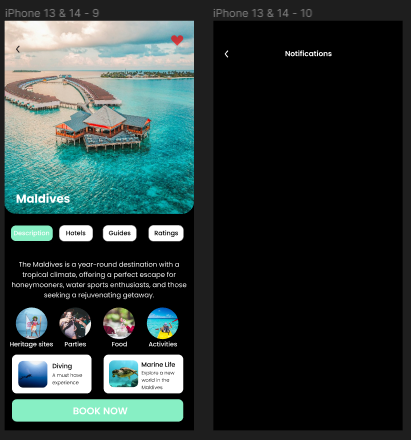 iPhone 13 & 14 - 9
iPhone 13 & 14 - 10
Notifications
Maldives
Description Hotels Guides Ratings
The Maldives is a year-round destination with a
tropical climate, offering a perfect escape for
honeymooners, water sports enthusiasts, and those
seeking a rejuvenating getaway.
Heritage sites Parties Food Activities
Diving
A must have
experience
Marine Life
Explore a new
world in the
Maldives
BOOK NOW